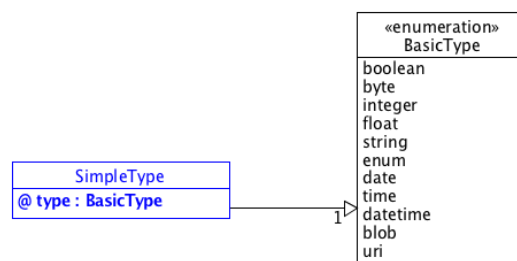 «enumeration»
BasicType
boolean
byte
integer
float
string
enum
date
time
datetime
blob
uri
SimpleType
@ type : BasicType
1